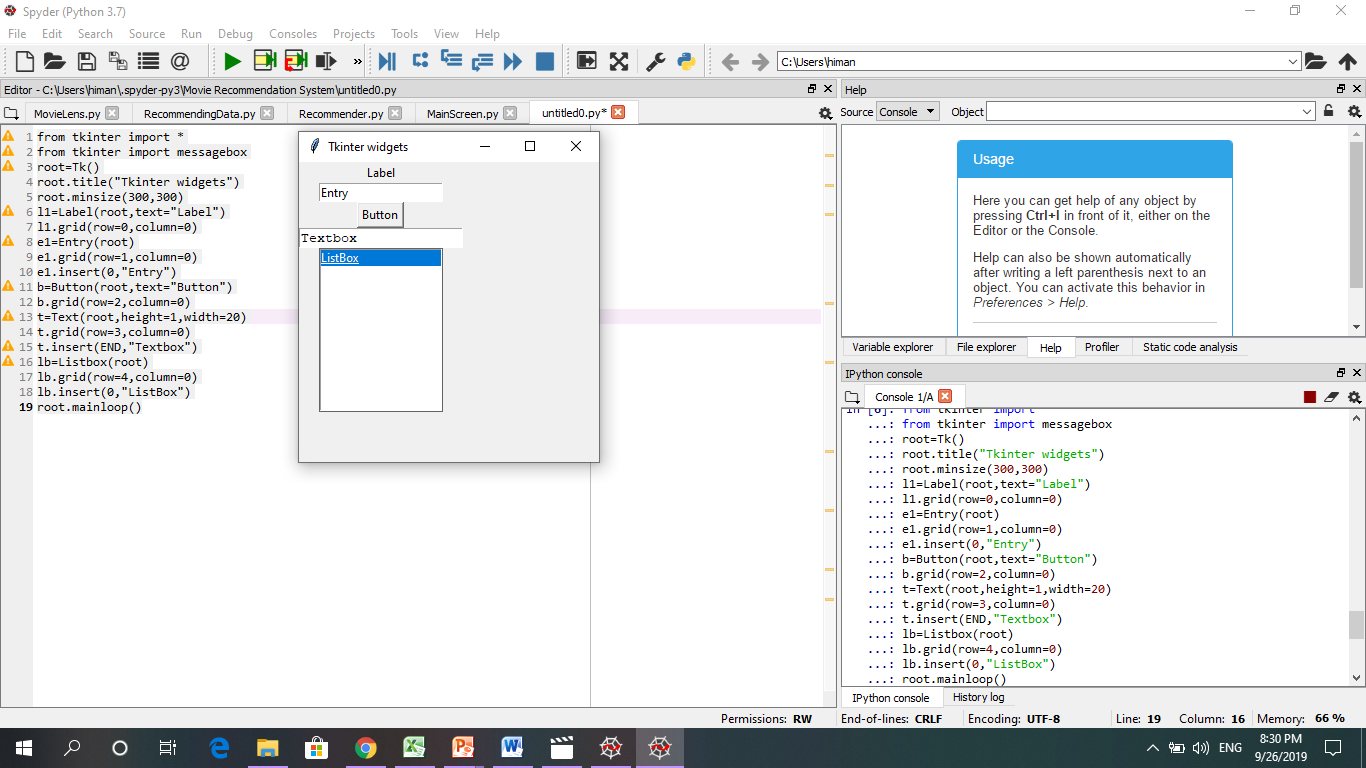 Spyder (Python 3.7)
File Edit Search Source Run Debug Consoles Projects Tools View Help
C:\Users\himan
Editor - C:\Users\himan\.spyder-py3\Movie Recommendation System\untitled0.py
MovieLens.py RecommendingData.py Recommender.py MainScreen.py untitled0.py*
1 from tkinter import *
2 from tkinter import messagebox
3 root=Tk()
4 root.title("Tkinter widgets")
5 root.minsize(300,300)
6 l1=Label(root,text="Label")
7 l1.grid(row=0,column=0)
8 e1=Entry(root)
9 e1.grid(row=1,column=0)
10 e1.insert(0,"Entry")
11 b=Button(root,text="Button")
12 b.grid(row=2,column=0)
13 t=Text(root,height=1,width=20)
14 t.grid(row=3,column=0)
15 t.insert(END,"Textbox")
16 lb=Listbox(root)
17 lb.grid(row=4,column=0)
18 lb.insert(0,"ListBox")
19 root.mainloop()
Tkinter widgets
Label
Entry
Button
Textbox
ListBox
Help
Source Console Object
Usage
Here you can get help of any object by
pressing Ctrl+I in front of it, either on the
Editor or the Console.
Help can also be shown automatically
after writing a left parenthesis next to an
object. You can activate this behavior in
Preferences > Help.
Variable explorer File explorer Help Profiler Static code analysis
IPython console
Console 1/A
In [6]: from tkinter import
...: from tkinter import messagebox
...: root=Tk()
...: root.title("Tkinter widgets")
...: root.minsize(300,300)
...: l1=Label(root,text="Label")
...: l1.grid(row=0,column=0)
...: e1=Entry(root)
...: e1.grid(row=1,column=0)
...: e1.insert(0,"Entry")
...: b=Button(root,text="Button")
...: b.grid(row=2,column=0)
...: t=Text(root,height=1,width=20)
...: t.grid(row=3,column=0)
...: t.insert(END,"Textbox")
...: lb=Listbox(root)
...: lb.grid(row=4,column=0)
...: lb.insert(0,"ListBox")
...: root.mainloop()
IPython console History log
Permissions: RW End-of-lines: CRLF Encoding: UTF-8 Line: 19 Column: 16 Memory: 66 %
ENG
8:30 PM
9/26/2019